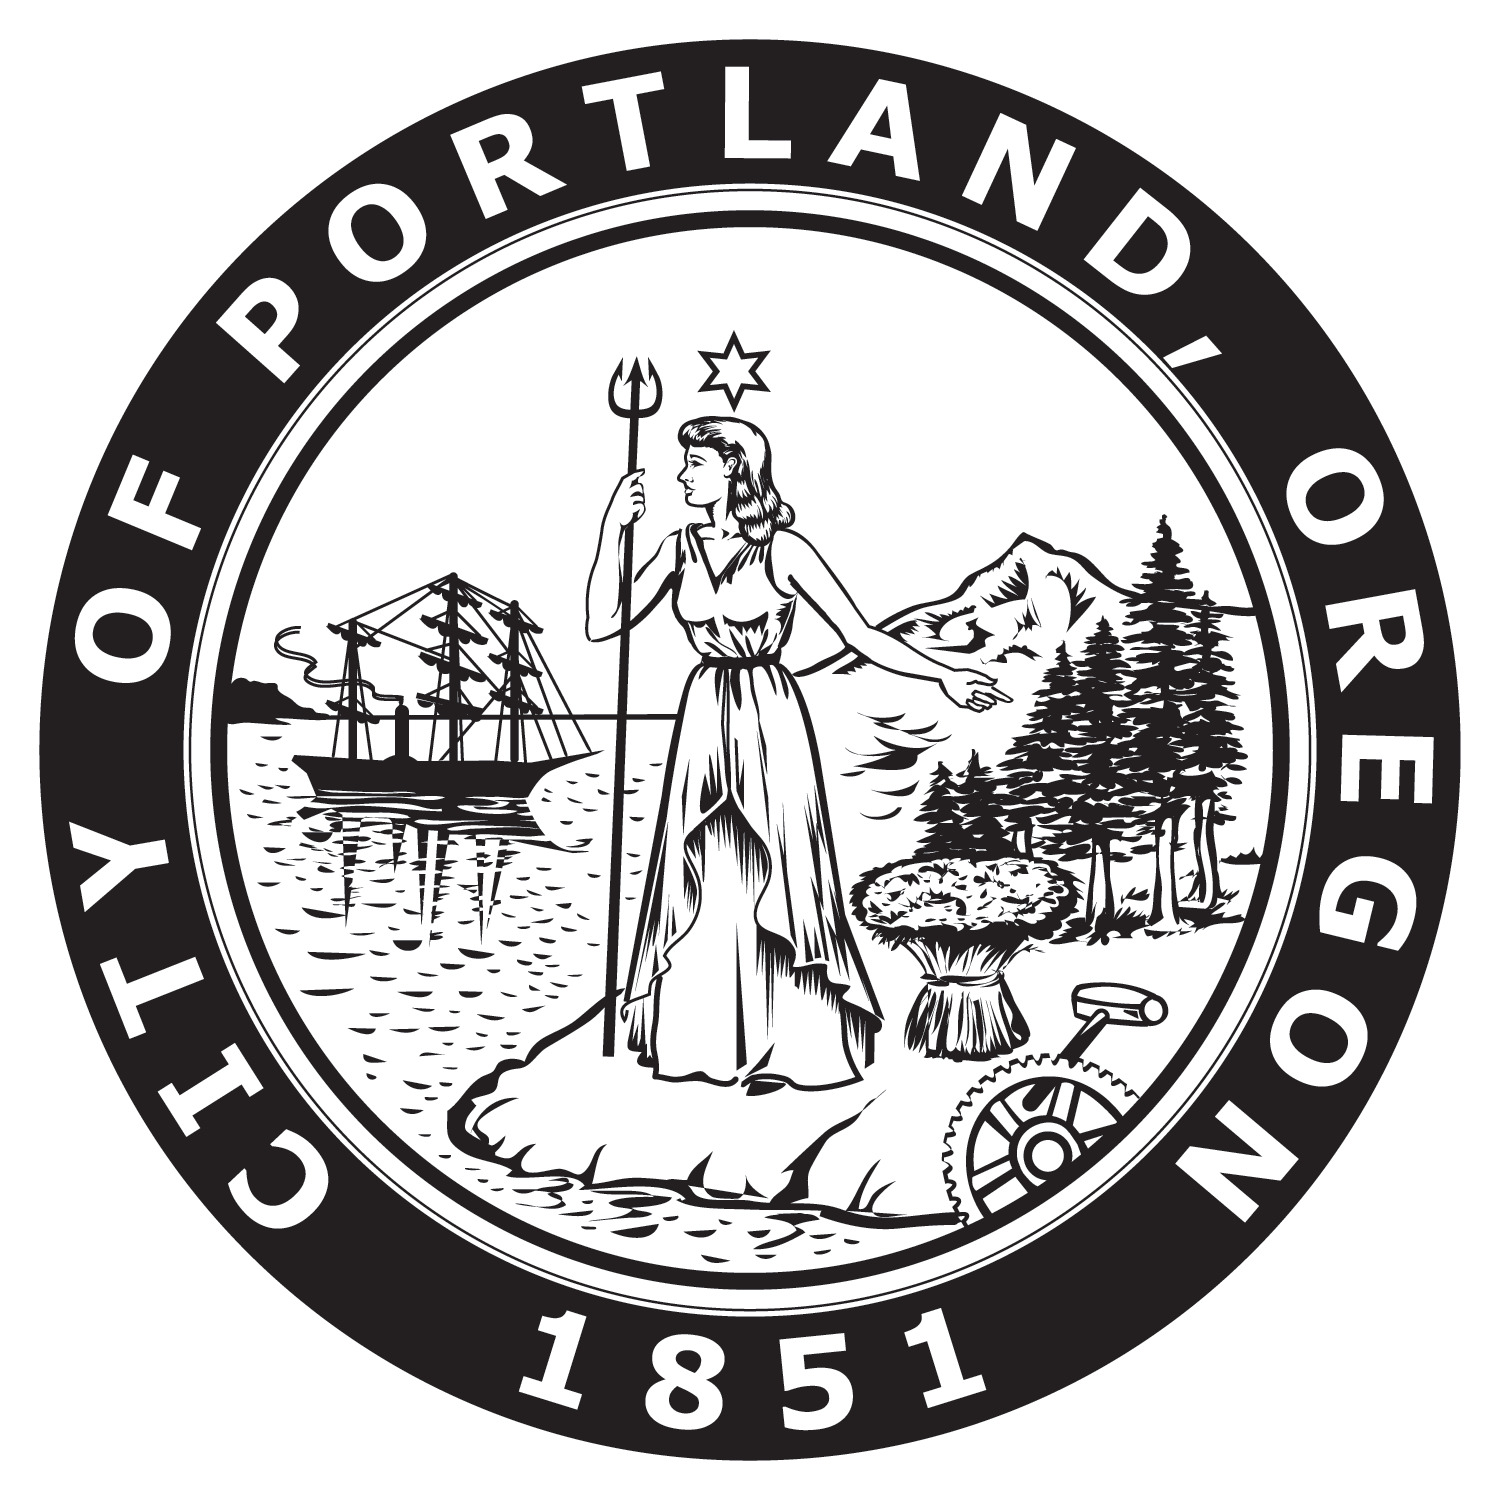 CITY OF PORTLAND, OREGON
1851